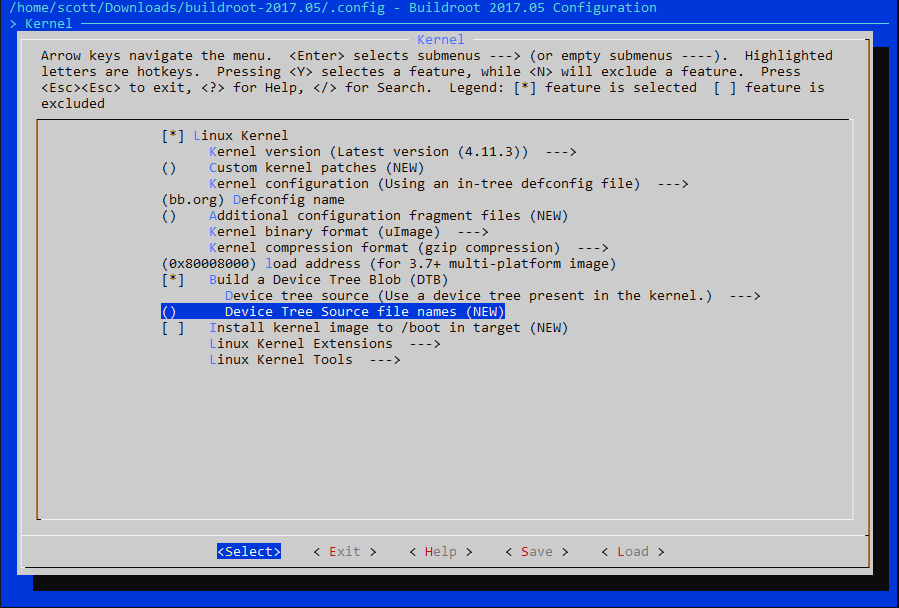 /home/scott/Downloads/buildroot-2017.05/.config - Buildroot 2017.05 Configuration
> Kernel
Kernel
Arrow keys navigate the menu.  <Enter> selects submenus ---> (or empty submenus ----).  Highlighted
letters are hotkeys.  Pressing <Y> selectes a feature, while <N> will exclude a feature.  Press
<Esc><Esc> to exit, <?> for Help, </> for Search.  Legend: [*] feature is selected  [ ] feature is
excluded
[*] Linux Kernel
Kernel version (Latest version (4.11.3))  --->
()    Custom kernel patches (NEW)
Kernel configuration (Using an in-tree defconfig file)  --->
(bb.org) Defconfig name
()    Additional configuration fragment files (NEW)
Kernel binary format (uImage)  --->
Kernel compression format (gzip compression)  --->
(0x80008000) load address (for 3.7+ multi-platform image)
[*]   Build a Device Tree Blob (DTB)
Device tree source (Use a device tree present in the kernel.)  --->
()      Device Tree Source file names (NEW)
[ ]   Install kernel image to /boot in target (NEW)
Linux Kernel Extensions  --->
Linux Kernel Tools  --->
<Select>    < Exit >    < Help >    < Save >    < Load >